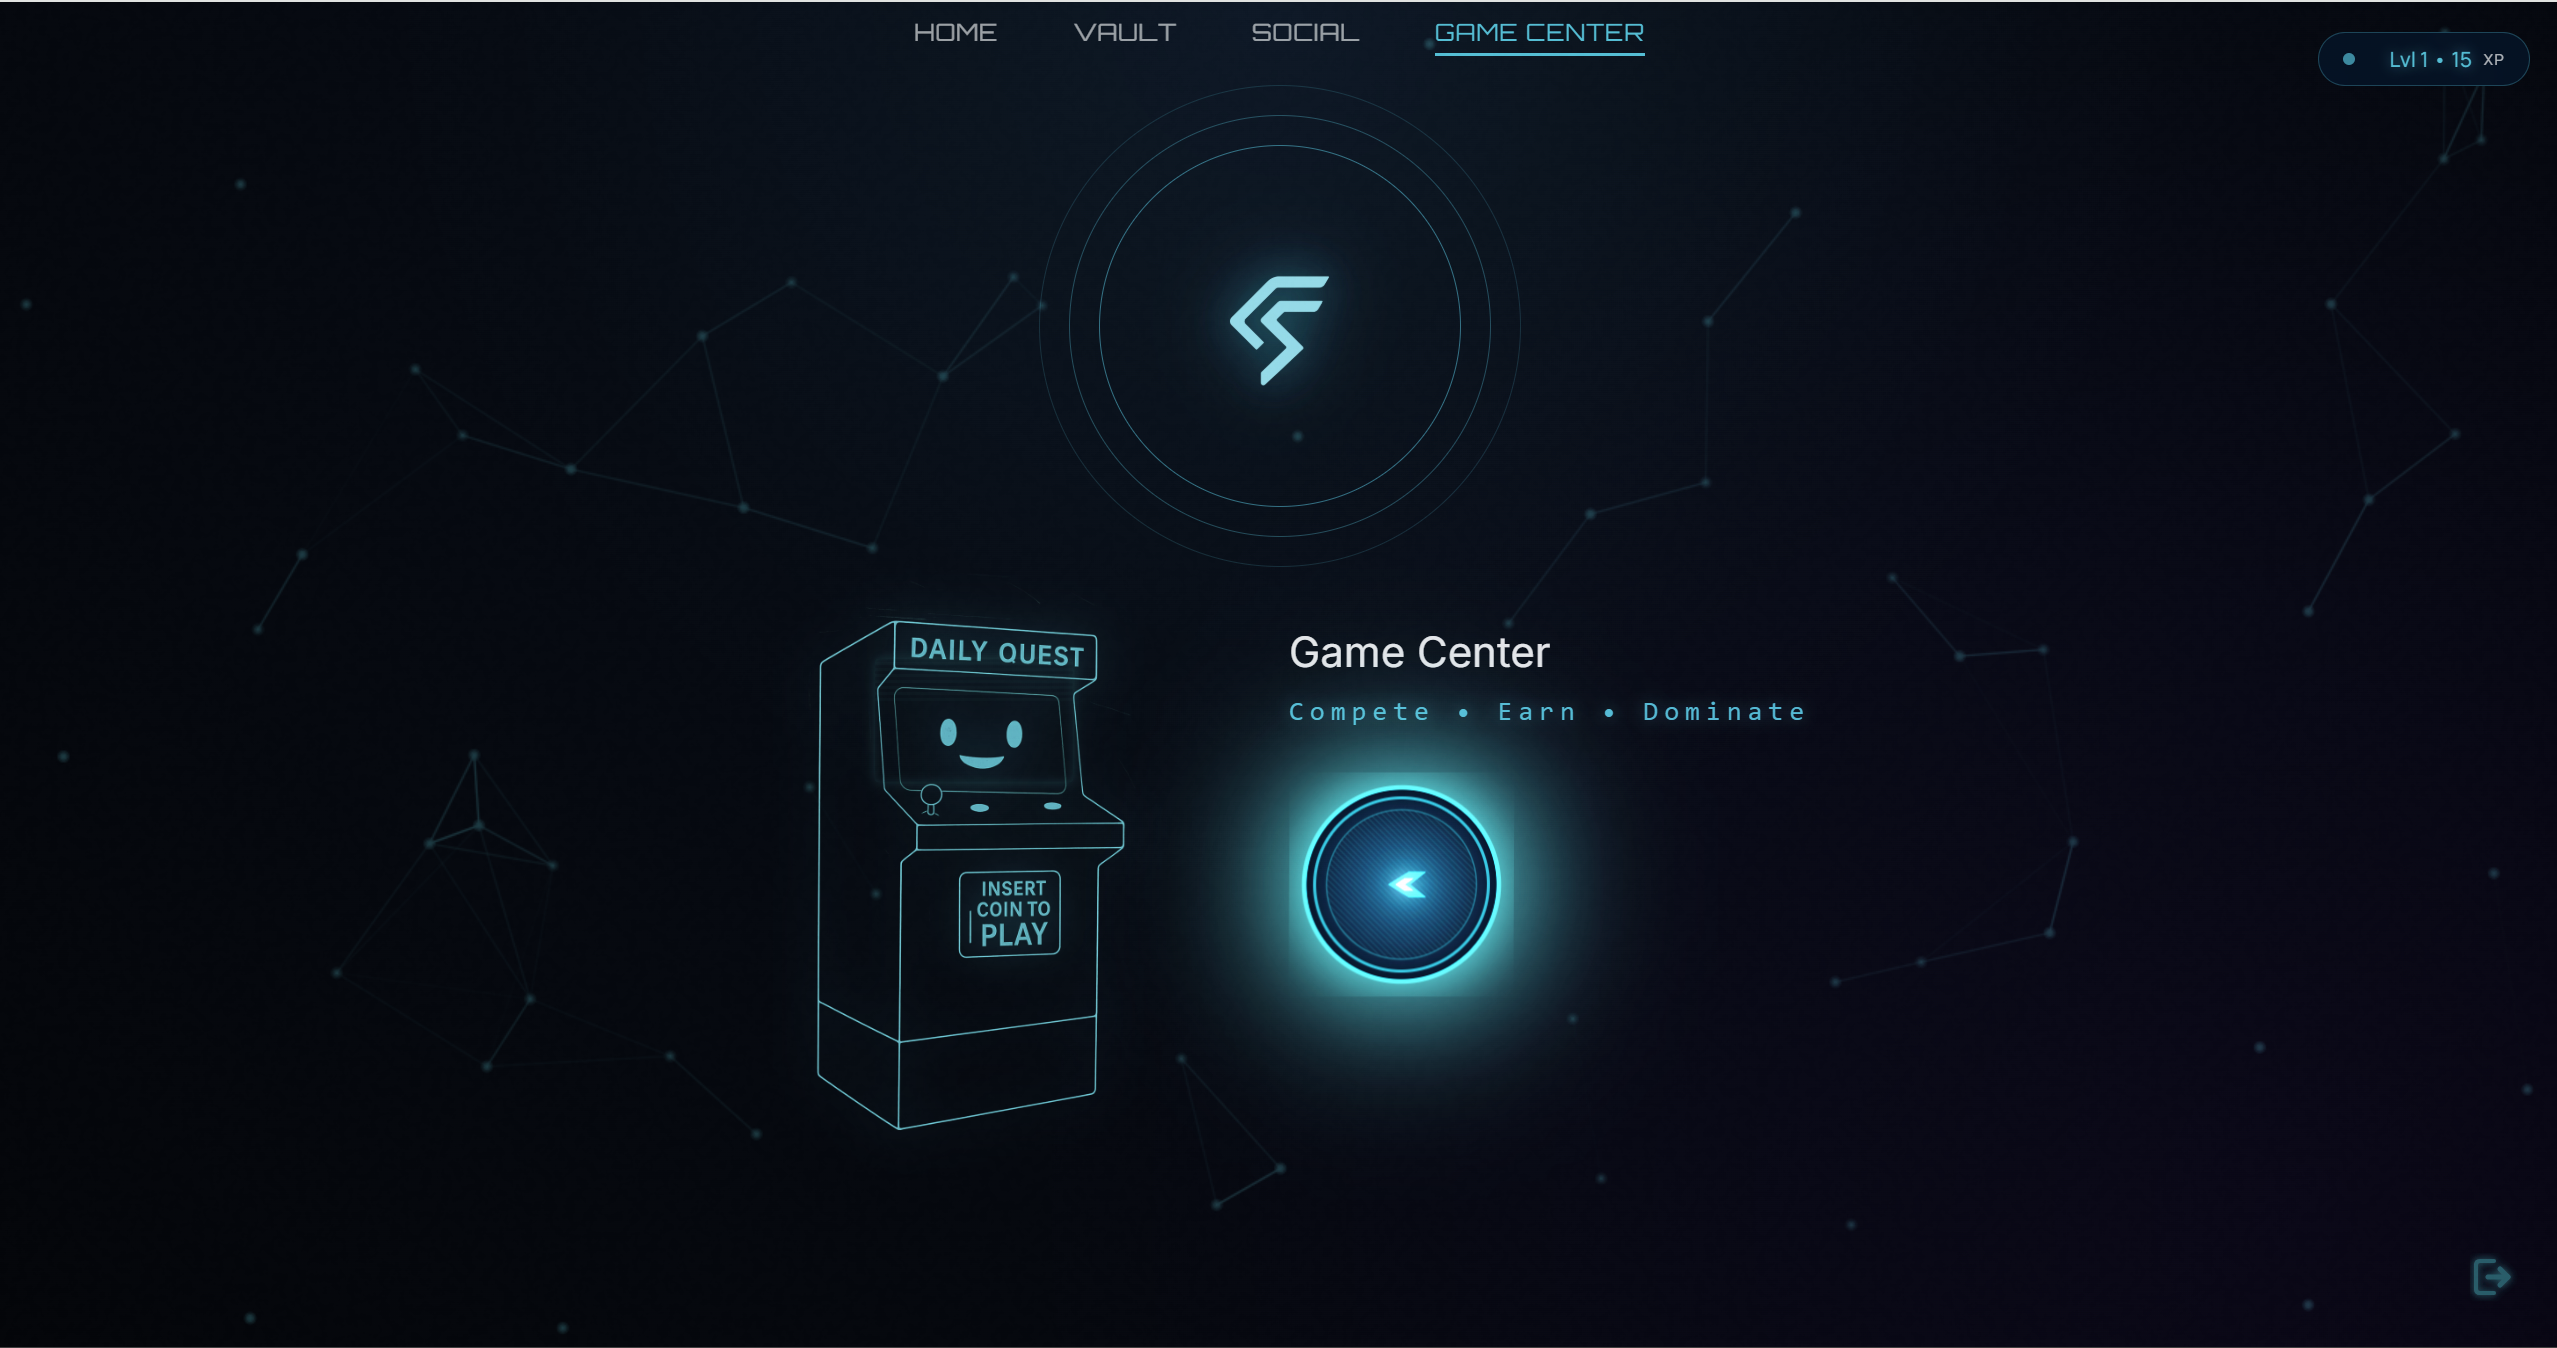 HOME VAULT SOCIAL GAME CENTER
Lvl 1 • 15 XP
DAILY QUEST
INSERT
COIN TO
PLAY
Game Center
Compete • Earn • Dominate